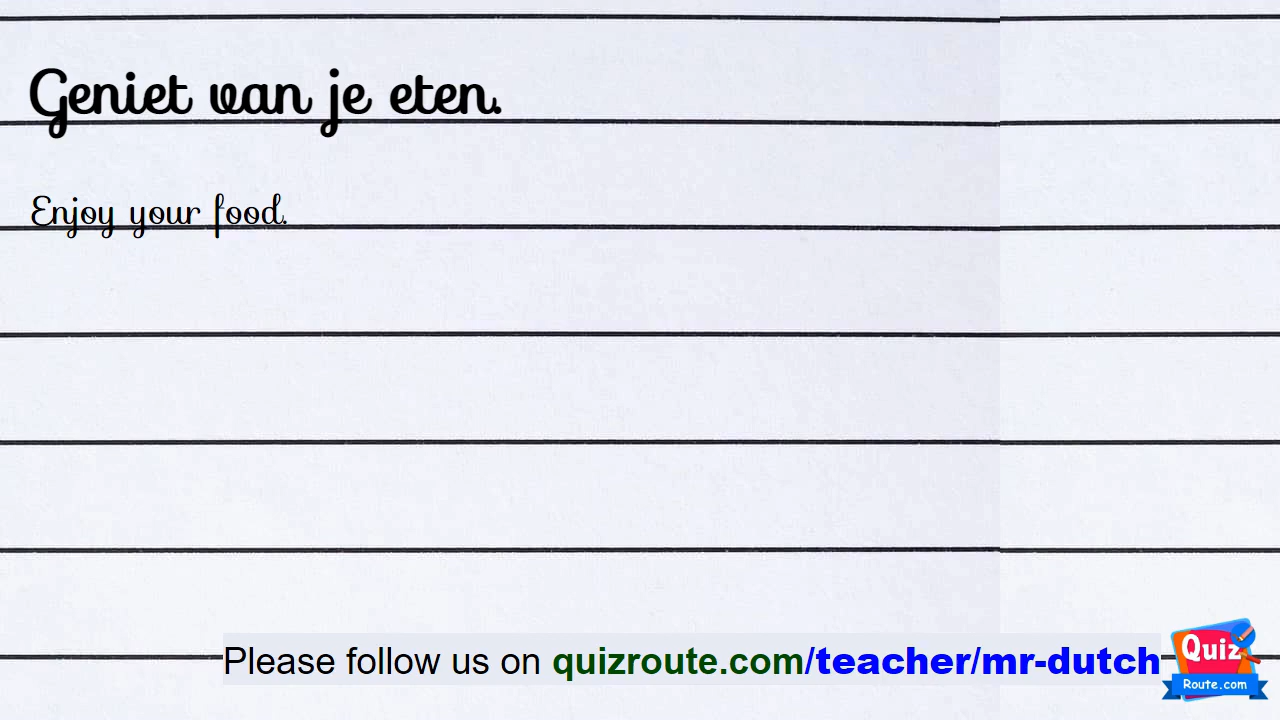 Geniet van je eten.
Enjoy your food.
Please follow us on quizroute.com/teacher/mr-dutch
Quiz
Route.com